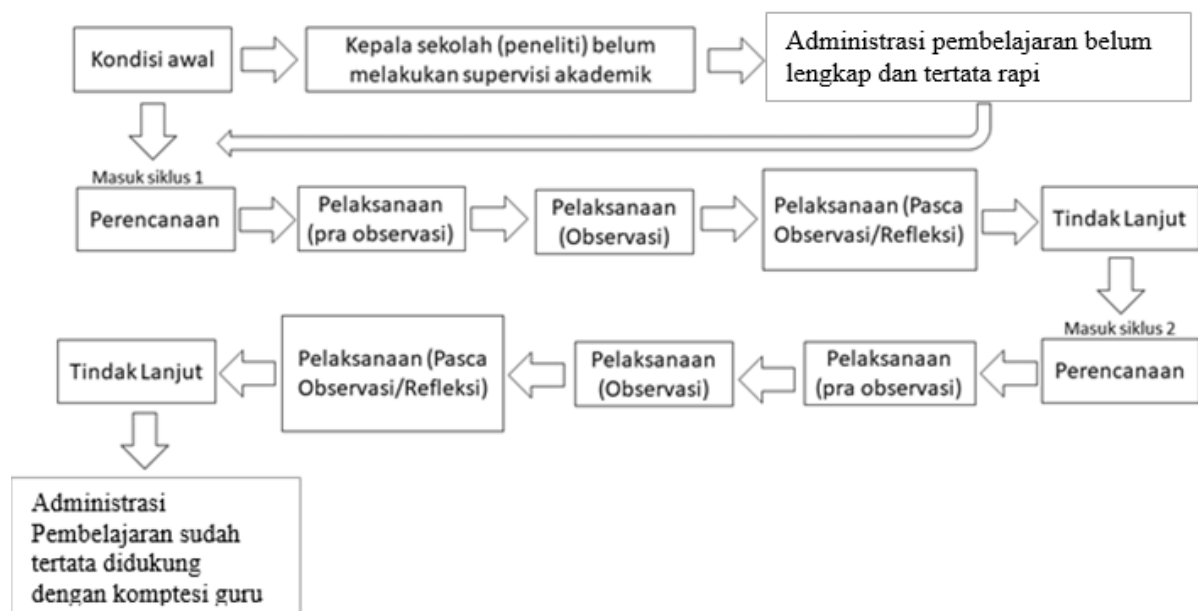 Kondisi awal
Kepala sekolah (peneliti) belum
melakukan supervisi akademik
Administrasi pembelajaran belum
lengkap dan tertata rapi
Masuk siklus 1
Perencanaan
Pelaksanaan
(pra observasi)
Pelaksanaan
(Observasi)
Pelaksanaan (Pasca
Observasi/Refleksi)
Tindak Lanjut
Masuk siklus 2
Perencanaan
Pelaksanaan
(pra observasi)
Pelaksanaan
(Observasi)
Pelaksanaan (Pasca
Observasi/Refleksi)
Tindak Lanjut
Administrasi
Pembelajaran sudah
tertata didukung
dengan komptesi guru